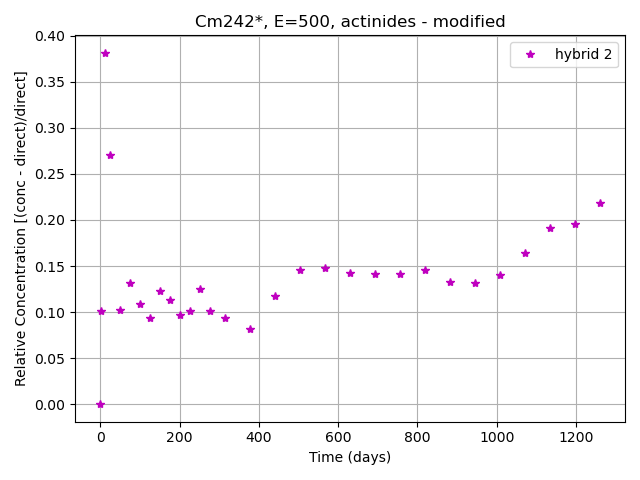 Cm242*, E=500, actinides - modified
hybrid 2
Relative Concentration [(conc - direct)/direct]
0.40
0.35
0.30
0.25
0.20
0.15
0.10
0.05
0.00
0 200 400 600 800 1000 1200
Time (days)